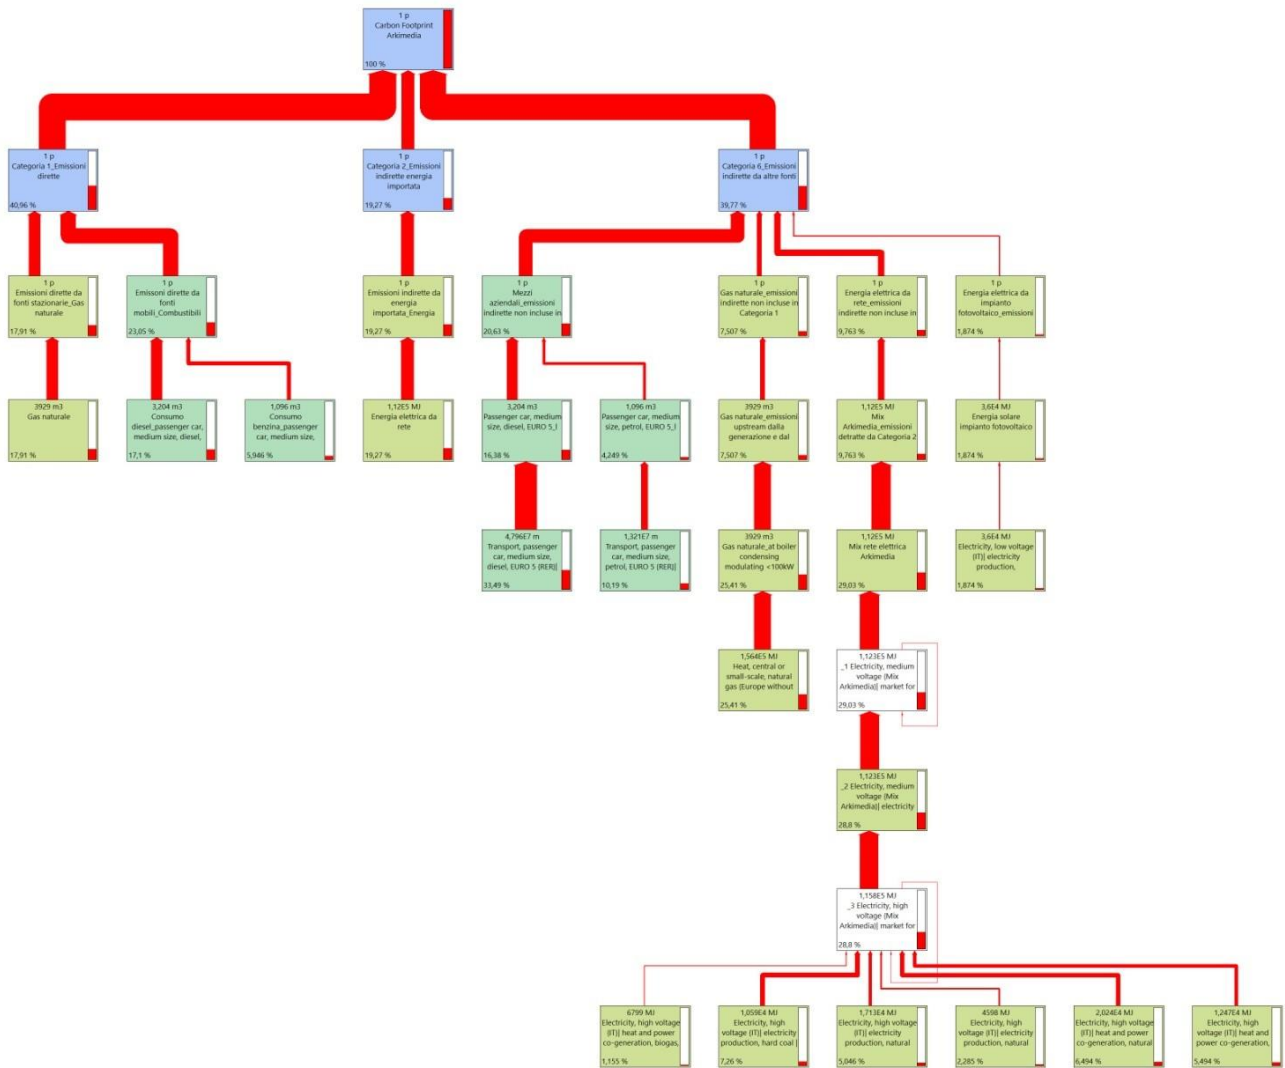 1 p
Carbon Footprint
Arkimedia
100 %
1 p
Categoria 1_Emissioni
dirette
40,96 %
1 p
Categoria 2_Emissioni
indirette energia
importata
19,27 %
1 p
Categoria 6_Emissioni
indirette da altre fonti
39,77 %
1 p
Emissioni dirette da
fonti stazionarie_Gas
naturale
17,91 %
1 p
Emissoni dirette da
fonti
mobili_Combustibili
23,05 %
1 p
Emissioni indirette da
energia
importata_Energia
19,27 %
1 p
Mezzi
aziendali_emissioni
indirette non incluse in
20,63 %
1 p
Gas naturale_emissioni
indirette non incluse in
Categoria 1
7,507 %
1 p
Energia elettrica da
rete_emissioni
indirette non incluse in
9,763 %
1 p
Energia elettrica da
impianto
fotovoltaico_emissioni
1,874 %
3929 m3
Gas naturale
17,91 %
3,204 m3
Consumo
diesel_passenger car,
medium size, diesel,
17,1 %
1,096 m3
Consumo
benzina_passenger
car, medium size,
5,946 %
1,12E5 MJ
Energia elettrica da
rete
19,27 %
3,204 m3
Passenger car, medium
size, diesel, EURO 5_l
16,38 %
1,096 m3
Passenger car, medium
size, petrol, EURO 5_l
4,249 %
3929 m3
Gas naturale_emissioni
upstream dalla
generazione e dal
7,507 %
1,12E5 MJ
Mix
Arkimedia_emissioni
detratte da Categoria 2
9,763 %
3,6E4 MJ
Energia solare
impianto fotovoltaico
1,874 %
4,796E7 m
Transport, passenger
car, medium size,
diesel, EURO 5 {RER}|
33,49 %
1,321E7 m
Transport, passenger
car, medium size,
petrol, EURO 5 {RER}|
10,19 %
3929 m3
Gas naturale_at boiler
condensing
modulating <100kW
25,41 %
1,12E5 MJ
Mix rete elettrica
Arkimedia
29,03 %
3,6E4 MJ
Electricity, low voltage
{IT}| electricity
production,
1,874 %
1,564E5 MJ
Heat, central or
small-scale, natural
gas {Europe without
25,41 %
1,123E5 MJ
_1 Electricity, medium
voltage {Mix
Arkimedia}| market for
29,03 %
1,123E5 MJ
_2 Electricity, medium
voltage {Mix
Arkimedia}| electricity
28,8 %
1,158E5 MJ
_3 Electricity, high
voltage {Mix
Arkimedia}| market for
28,8 %
6799 MJ
Electricity, high voltage
{IT}| heat and power
co-generation, biogas,
1,155 %
1,059E4 MJ
Electricity, high
voltage {IT}| electricity
production, hard coal |
7,26 %
1,713E4 MJ
Electricity, high voltage
{IT}| electricity
production, natural
5,046 %
4598 MJ
Electricity, high
voltage {IT}| electricity
production, natural
2,285 %
2,024E4 MJ
Electricity, high voltage
{IT}| heat and power
co-generation, natural
6,494 %
1,247E4 MJ
Electricity, high
voltage {IT}| heat and
power co-generation,
5,494 %